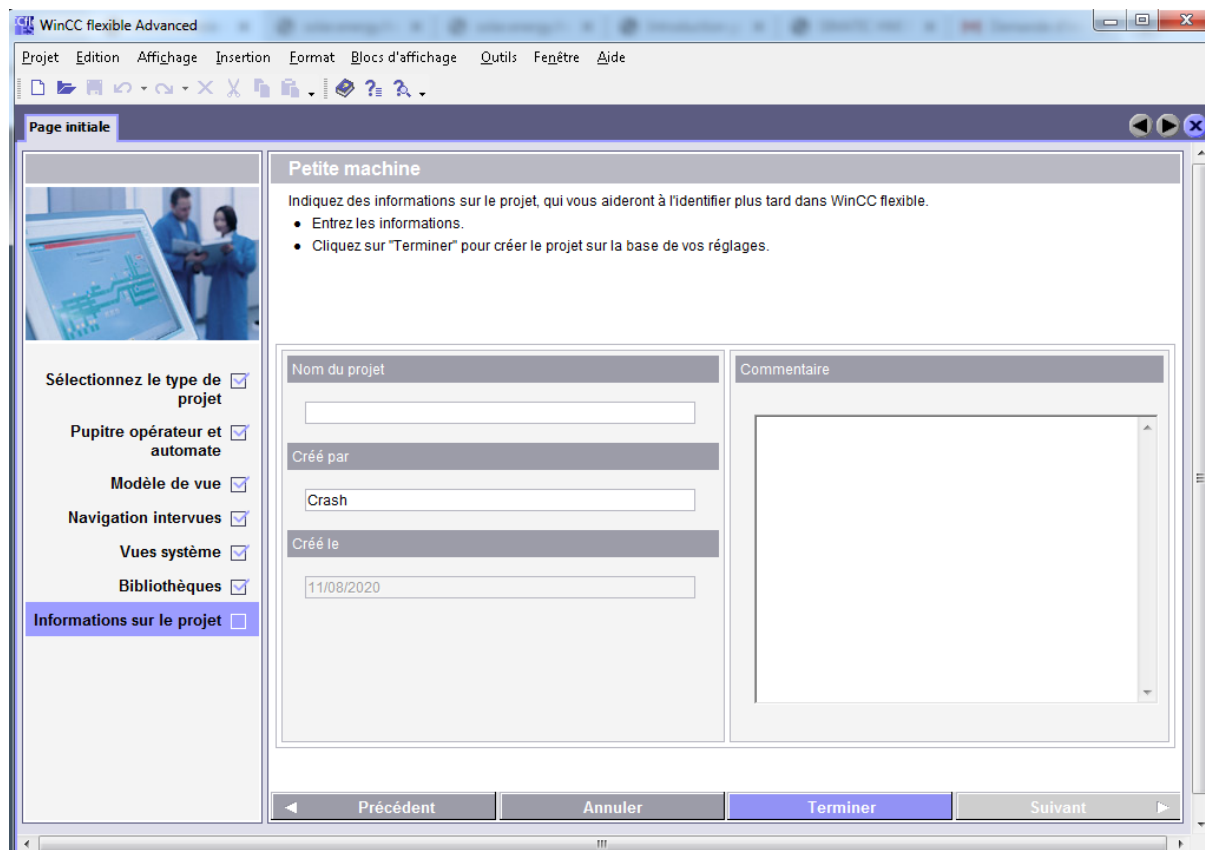 WinCC flexible Advanced
Projet Edition Affichage Insertion Format Blocs d'affichage Outils Fenêtre Aide
Page initiale
Petite machine
Indiquez des informations sur le projet, qui vous aideront à l'identifier plus tard dans WinCC flexible.
• Entrez les informations.
• Cliquez sur "Terminer" pour créer le projet sur la base de vos réglages.
Sélectionnez le type de
projet
Pupitre opérateur et
automate
Modèle de vue
Navigation intervues
Vues système
Bibliothèques
Informations sur le projet
Nom du projet
Créé par
Crash
Créé le
11/08/2020
Commentaire
Précédent Annuler Terminer Suivant